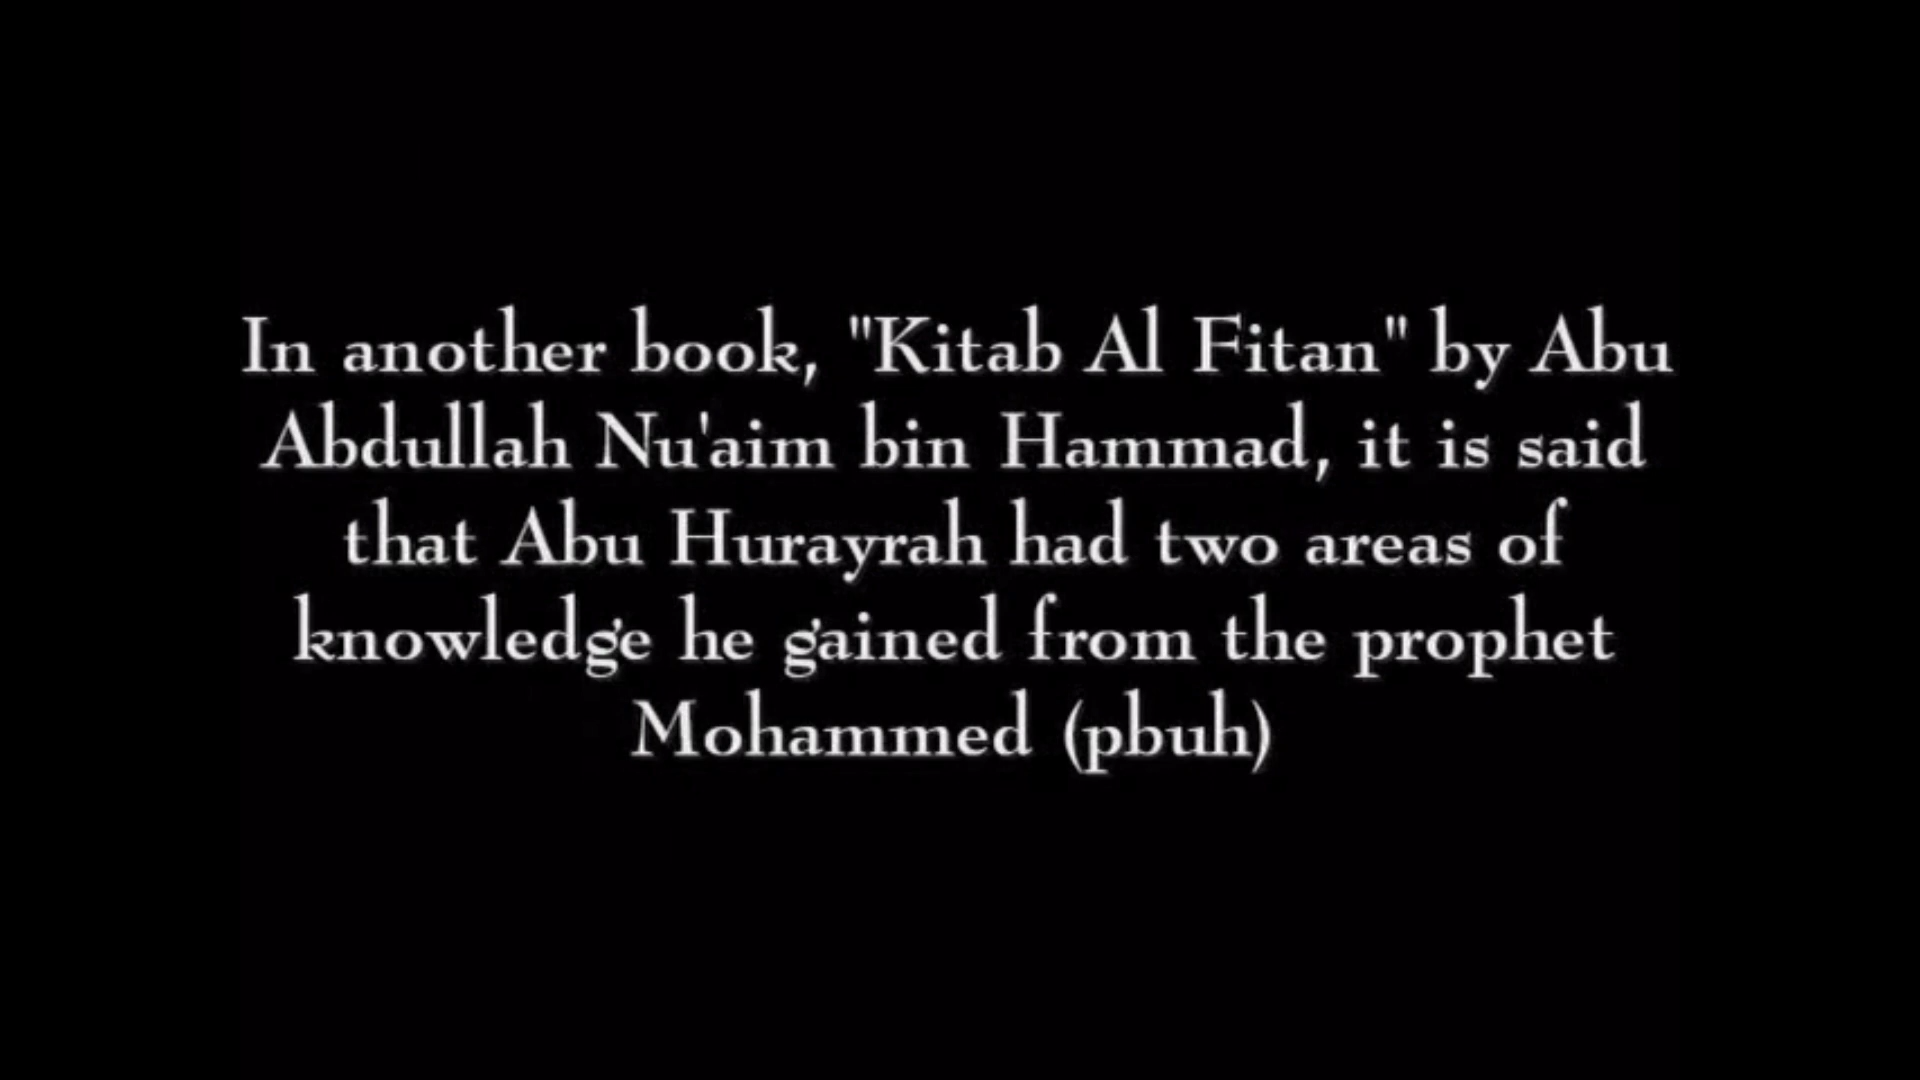 In another book, "Kitab Al Fitan" by Abu
Abdullah Nu'aim bin Hammad, it is said
that Abu Hurayrah had two areas of
knowledge he gained from the prophet
Mohammed (pbuh)